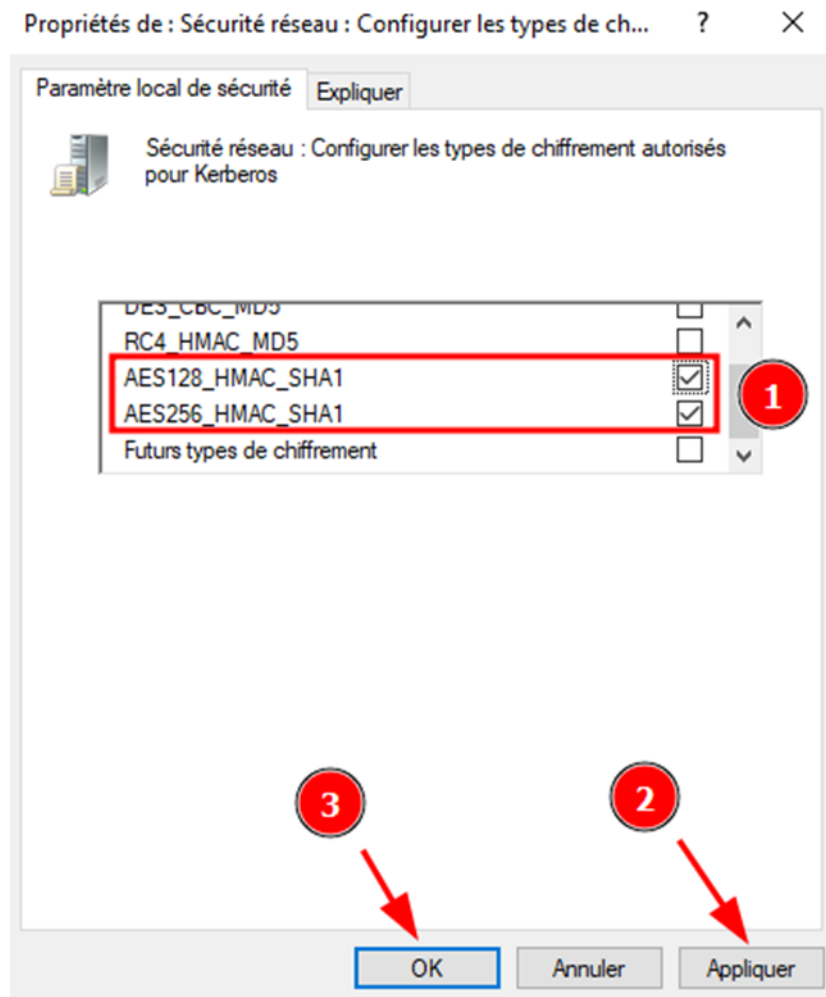 Propriétés de : Sécurité réseau : Configurer les types de ch... ?
Paramètre local de sécurité Expliquer
Sécurité réseau : Configurer les types de chiffrement autorisés
pour Kerberos
DES_CBC_MD5
RC4_HMAC_MD5
AES128_HMAC_SHA1
AES256_HMAC_SHA1
1
Futurs types de chiffrement
3
2
OK Annuler Appliquer